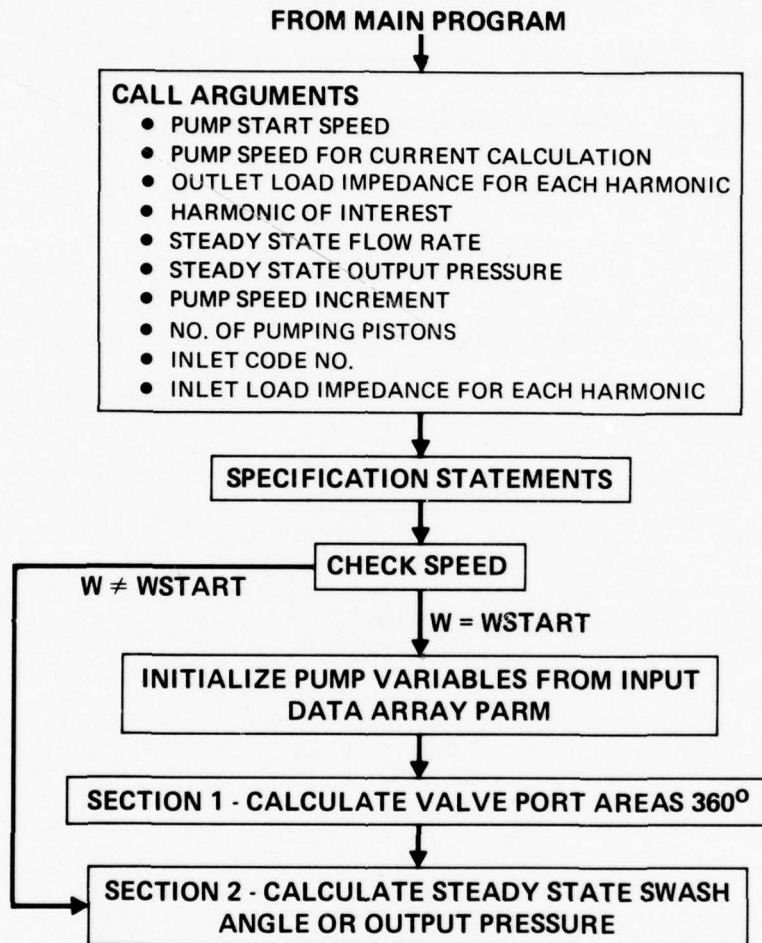 FROM MAIN PROGRAM
CALL ARGUMENTS
• PUMP START SPEED
• PUMP SPEED FOR CURRENT CALCULATION
• OUTLET LOAD IMPEDANCE FOR EACH HARMONIC
• HARMONIC OF INTEREST
• STEADY STATE FLOW RATE
• STEADY STATE OUTPUT PRESSURE
• PUMP SPEED INCREMENT
• NO. OF PUMPING PISTONS
• INLET CODE NO.
• INLET LOAD IMPEDANCE FOR EACH HARMONIC
SPECIFICATION STATEMENTS
CHECK SPEED
W ≠ WSTART
W = WSTART
INITIALIZE PUMP VARIABLES FROM INPUT
DATA ARRAY PARM
SECTION 1 - CALCULATE VALVE PORT AREAS 360°
SECTION 2 - CALCULATE STEADY STATE SWASH
ANGLE OR OUTPUT PRESSURE